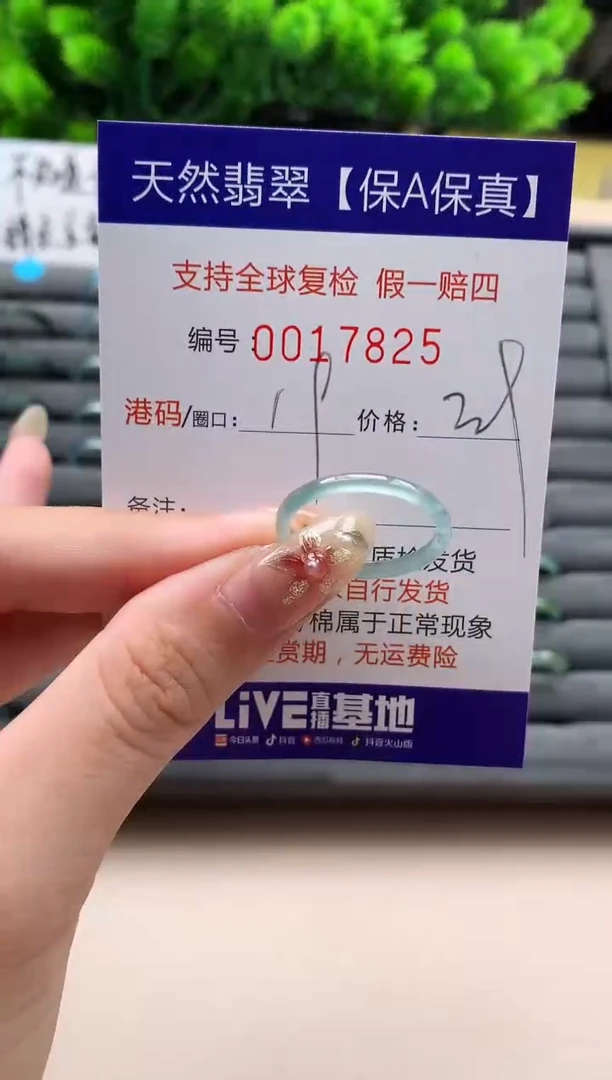 天然翡翠【保A保真】
支持全球复检 假一赔四
编号:0017825
港码/圈口: 价格:
备注:
质检发货
自行发货
棉属于正常现象
赏期，无运费险
LiVE直播基地
今日头条 抖音 西瓜视频 抖音火山版